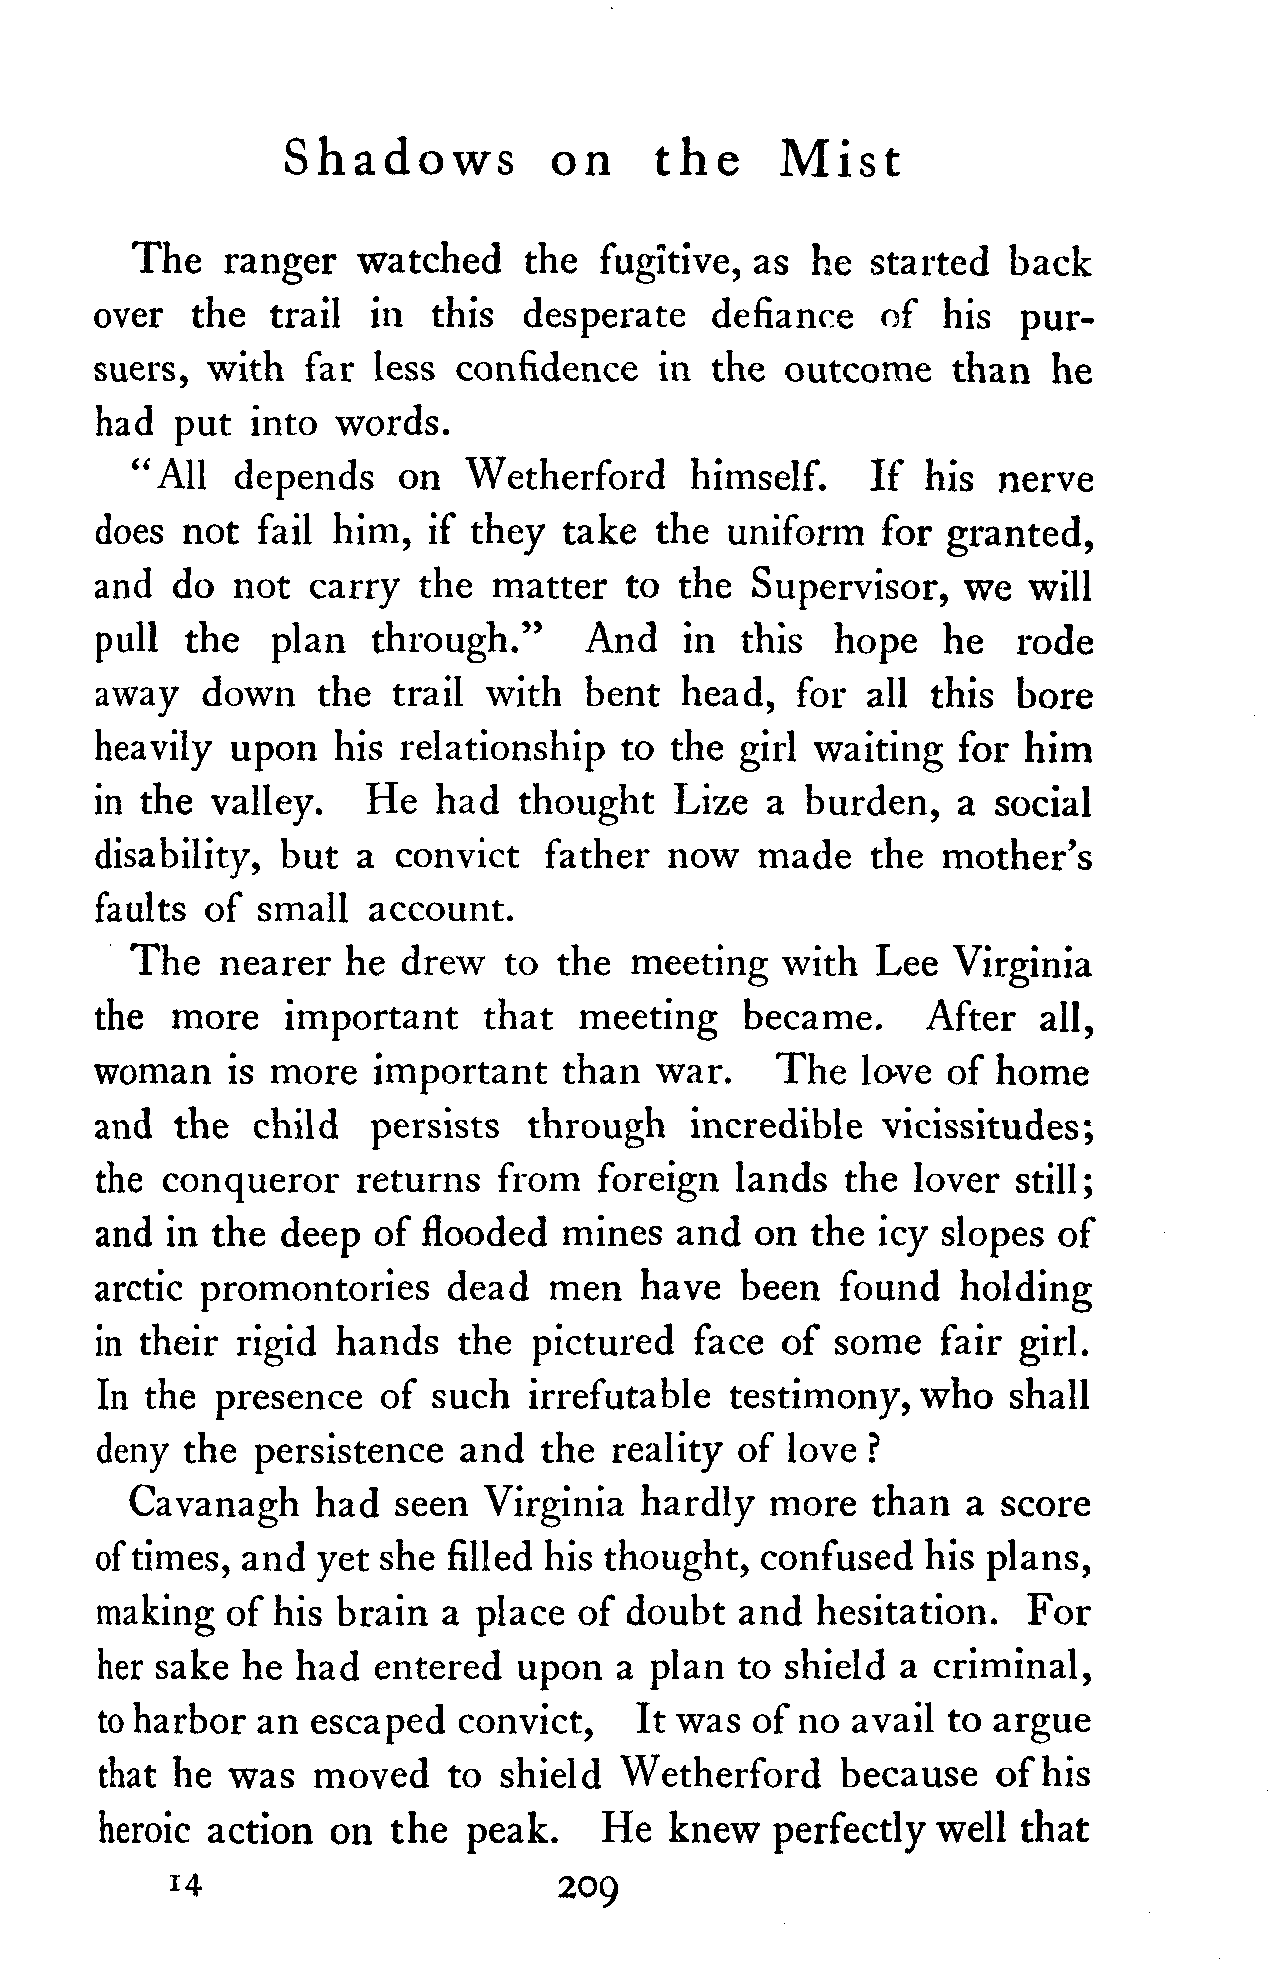 Shadows on the Mist
The ranger watched the fugitive, as he started back
over the trail in this desperate defiance of his pur-
suers, with far less confidence in the outcome than he
had put into words.
"All depends on Wetherford himself. If his nerve
does not fail him, if they take the uniform for granted,
and do not carry the matter to the Supervisor, we will
pull the plan through." And in this hope he rode
away down the trail with bent head, for all this bore
heavily upon his relationship to the girl waiting for him
in the valley. He had thought Lize a burden, a social
disability, but a convict father now made the mother's
faults of small account.
The nearer he drew to the meeting with Lee Virginia
the more important that meeting became. After all,
woman is more important than war. The love of home
and the child persists through incredible vicissitudes;
the conqueror returns from foreign lands the lover still;
and in the deep of flooded mines and on the icy slopes of
arctic promontories dead men have been found holding
in their rigid hands the pictured face of some fair girl.
In the presence of such irrefutable testimony, who shall
deny the persistence and the reality of love?
Cavanagh had seen Virginia hardly more than a score
of times, and yet she filled his thought, confused his plans,
making of his brain a place of doubt and hesitation. For
her sake he had entered upon a plan to shield a criminal,
to harbor an escaped convict, It was of no avail to argue
that he was moved to shield Wetherford because of his
heroic action on the peak. He knew perfectly well that
14 209